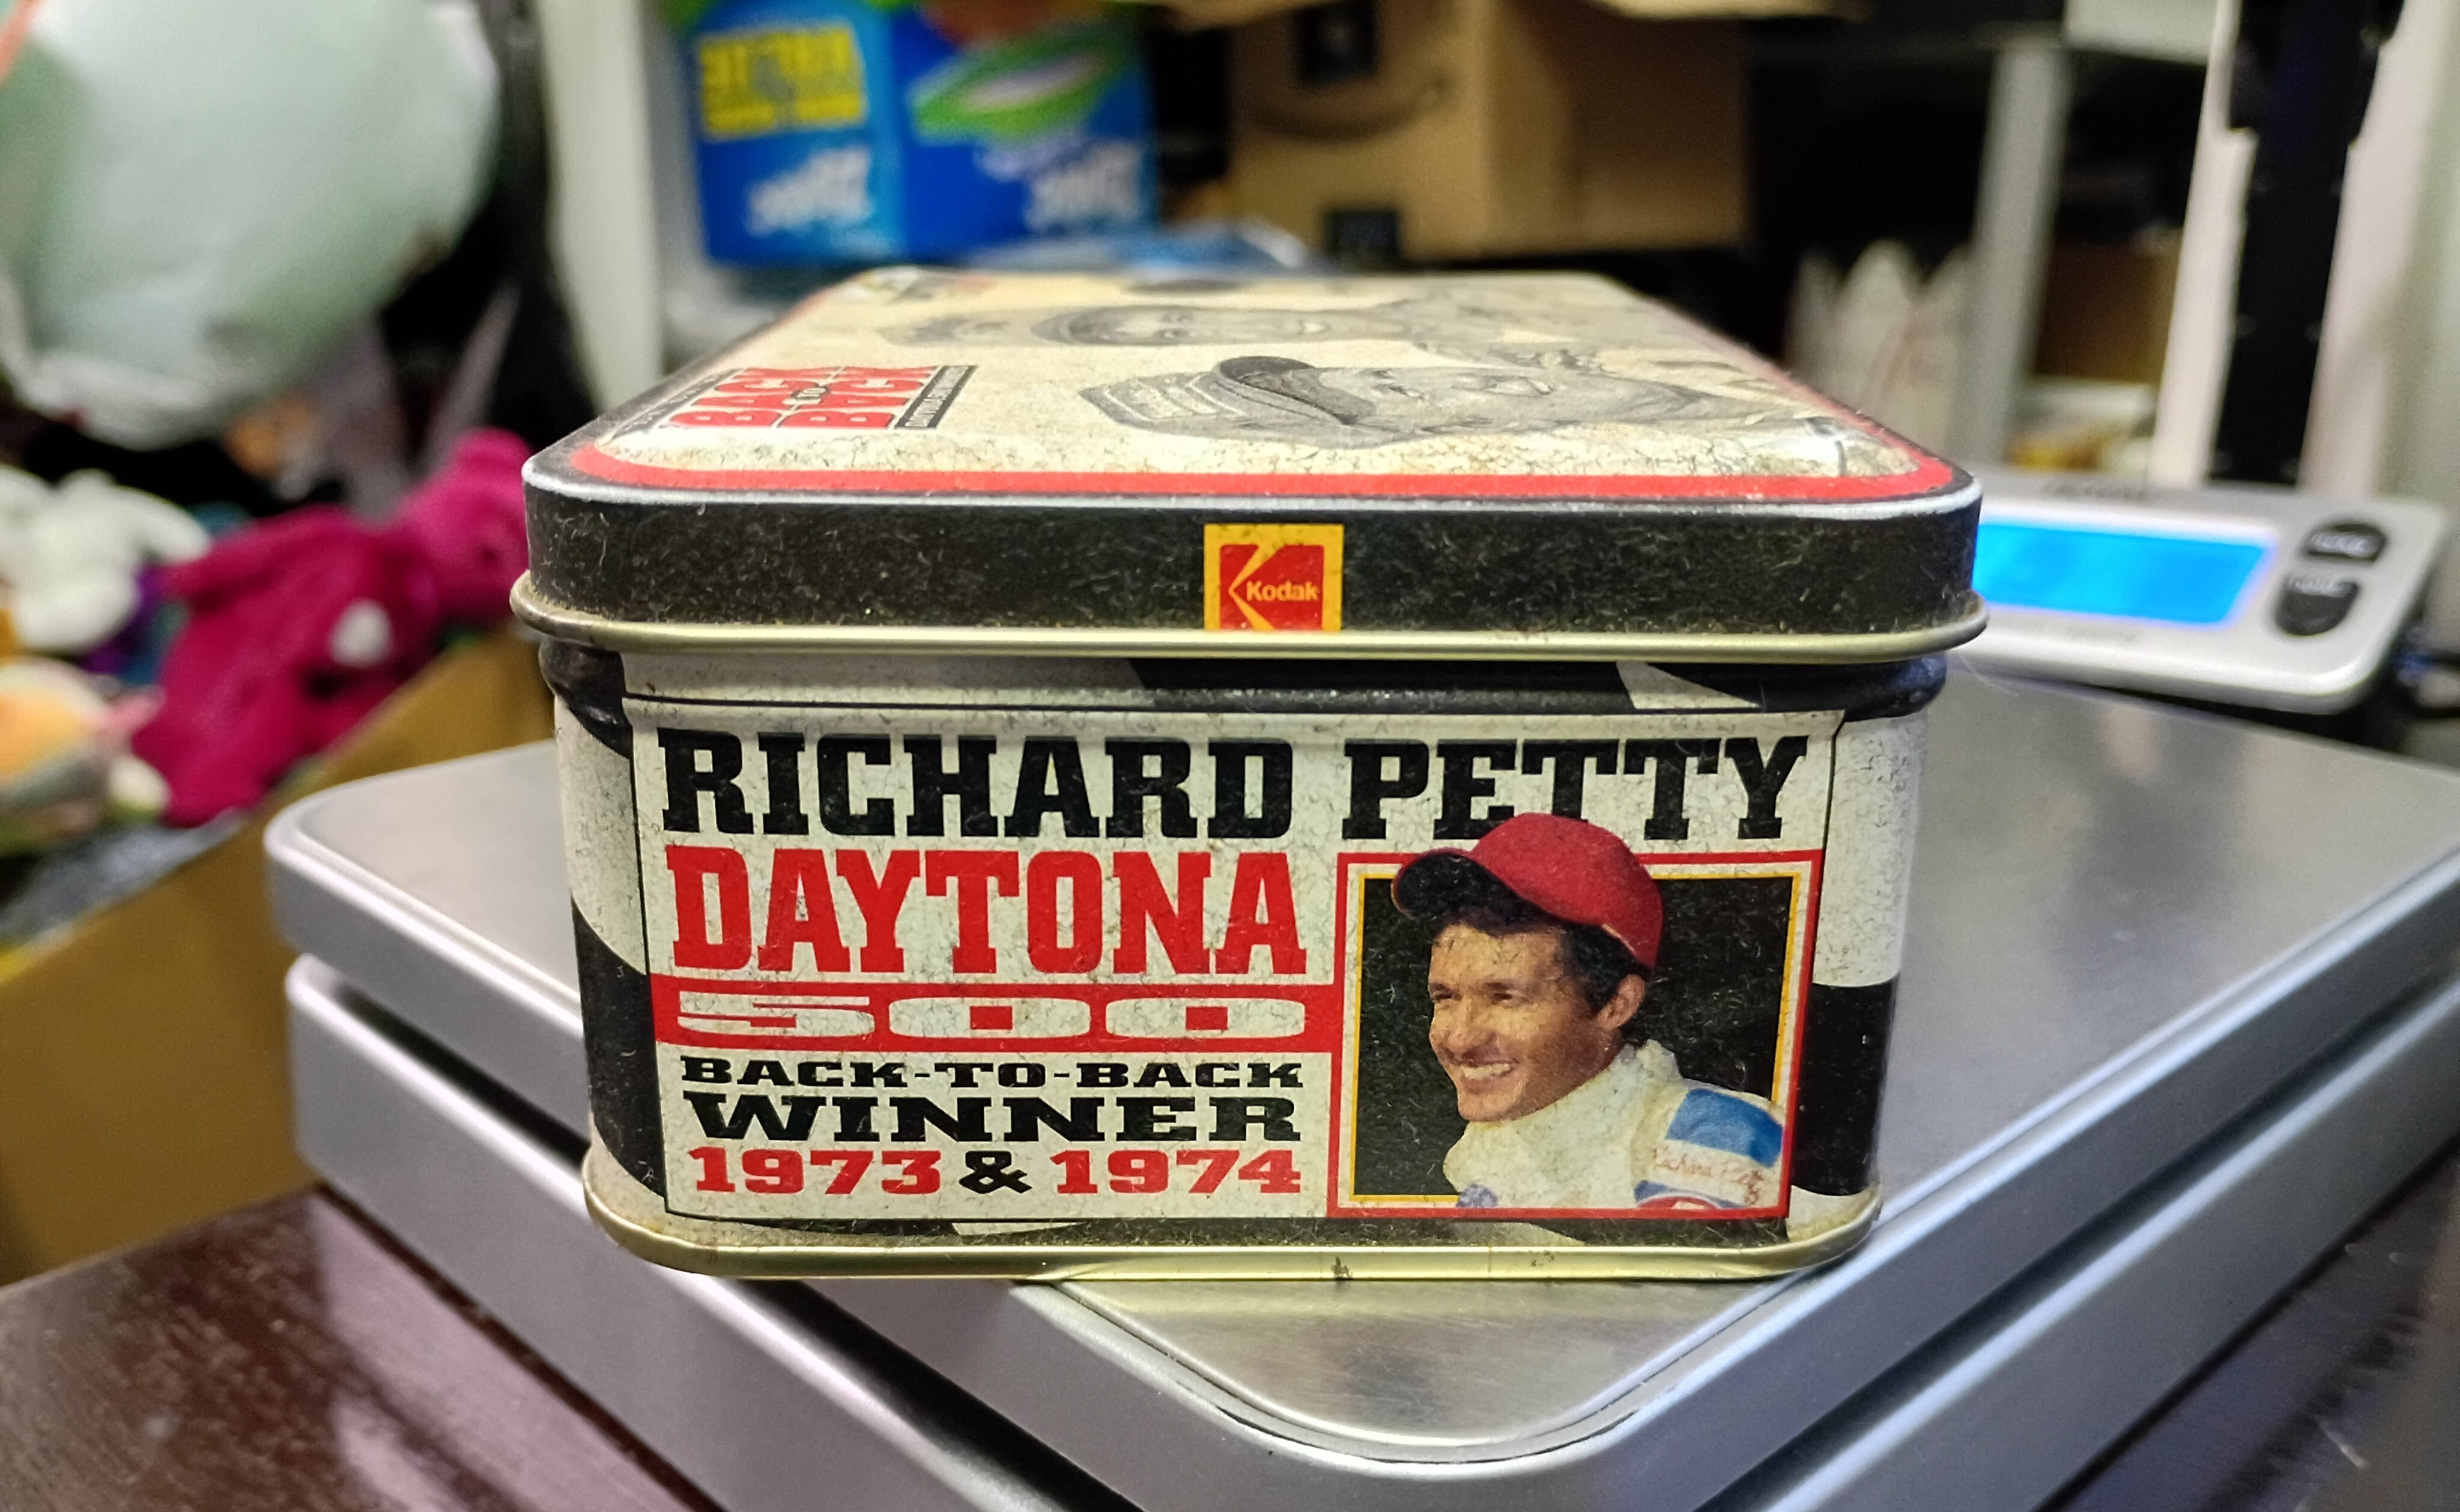 BACK
TO
BACK
Kodak
RICHARD PETTY
DAYTONA
500
BACK-TO-BACK
WINNER
1973 & 1974
Richard Petty